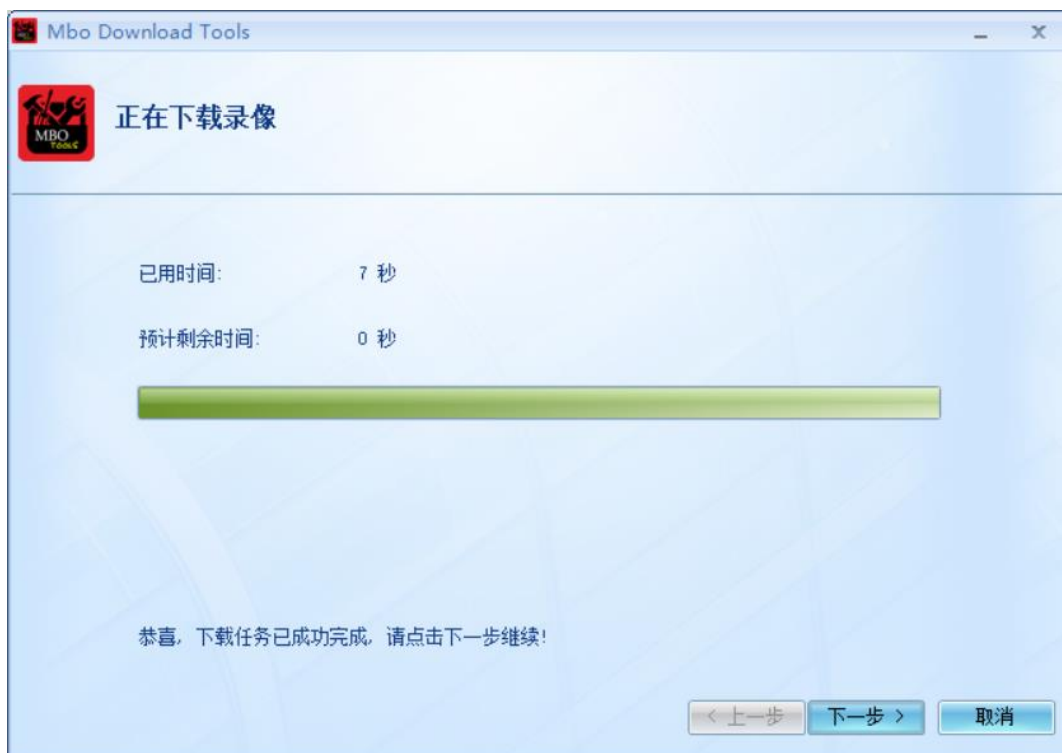 Mbo Download Tools
MBO
TOOLS
正在下载录像
已用时间: 7 秒
预计剩余时间: 0 秒
恭喜, 下载任务已成功完成, 请点击下一步继续!
< 上一步 下一步 > 取消